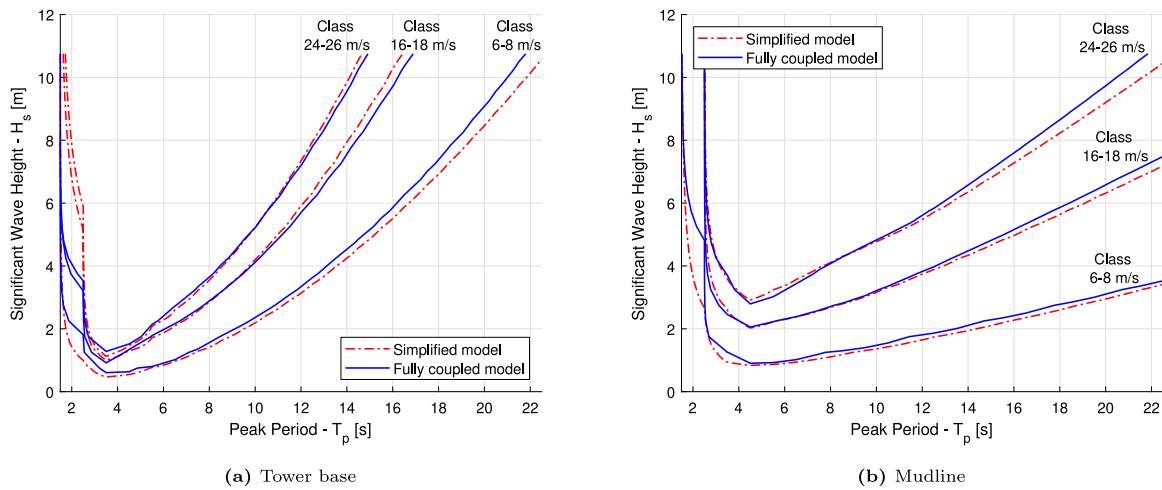 12
10
8
6
4
2
0
Significant Wave Height - H_s [m]
Class
24-26 m/s
Class
16-18 m/s
Class
6-8 m/s
Simplified model
Fully coupled model
2 4 6 8 10 12 14 16 18 20 22
Peak Period - T_p [s]
(a) Tower base
12
10
8
6
4
2
0
Significant Wave Height - H_s [m]
Simplified model
Fully coupled model
Class
24-26 m/s
Class
16-18 m/s
Class
6-8 m/s
2 4 6 8 10 12 14 16 18 20 22
Peak Period - T_p [s]
(b) Mudline